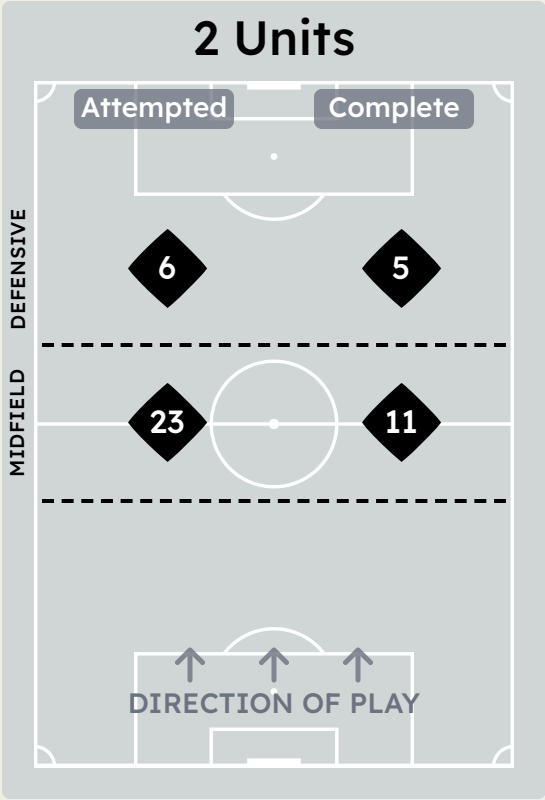 2 Units
Attempted Complete
DEFENSIVE
6 5
MIDFIELD
23 11
DIRECTION OF PLAY